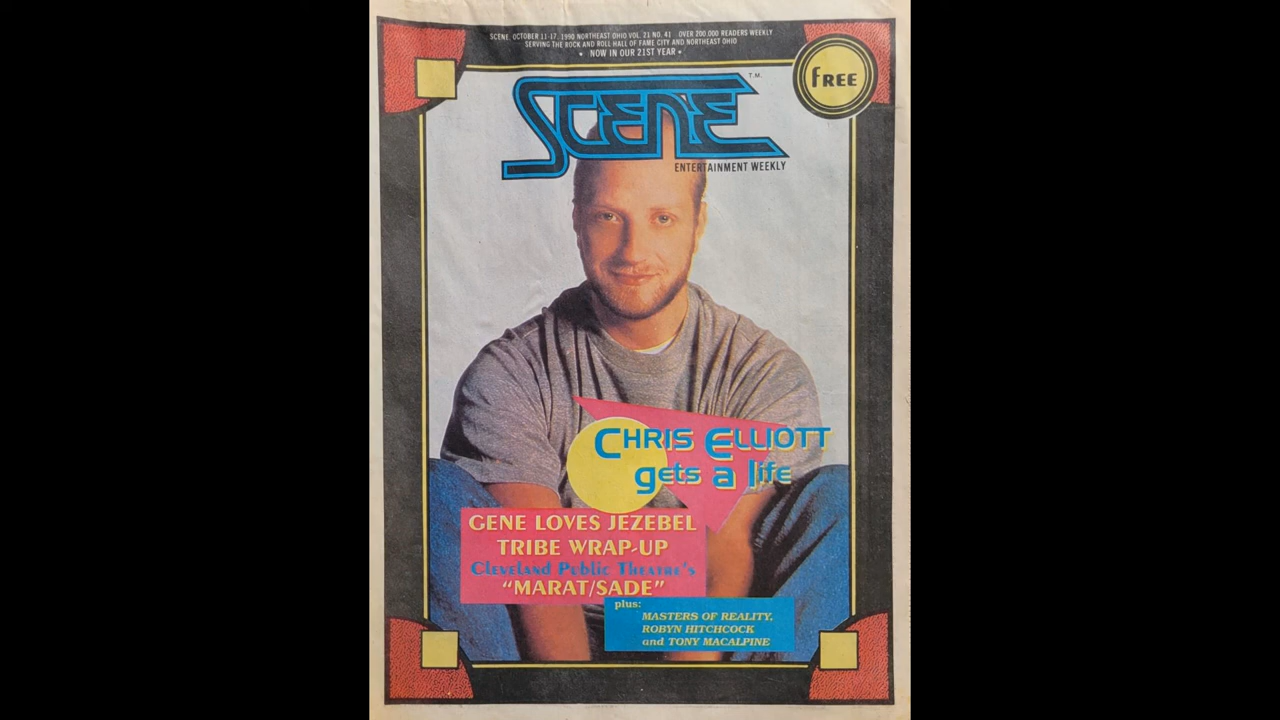 SCENE, OCTOBER 11-17, 1990 NORTHEAST OHIO VOL. 21 NO. 41 OVER 200,000 READERS WEEKLY
SERVING THE ROCK AND ROLL HALL OF FAME CITY AND NORTHEAST OHIO
• NOW IN OUR 21ST YEAR •
FREE
SCENE T.M.
ENTERTAINMENT WEEKLY
CHRIS ELLIOTT
gets a life
GENE LOVES JEZEBEL
TRIBE WRAP-UP
Cleveland Public Theatre's
"MARAT/SADE"
plus:
MASTERS OF REALITY,
ROBYN HITCHCOCK
and TONY MACALPINE